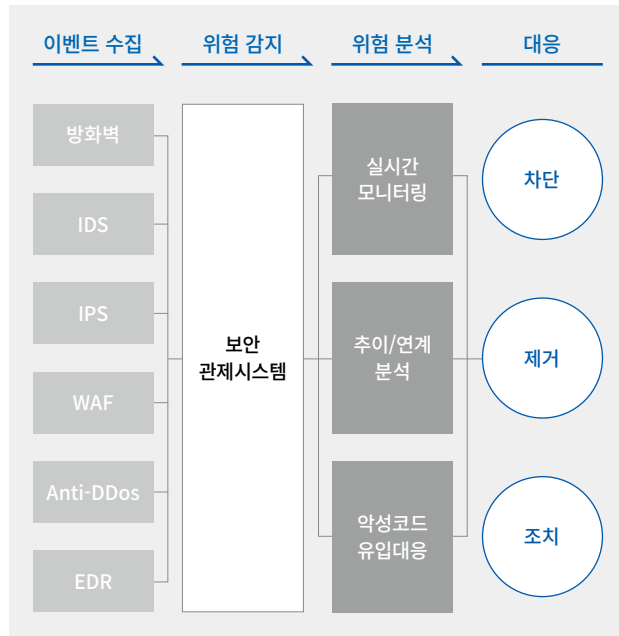 이벤트 수집
위험 감지
위험 분석
대응
방화벽
IDS
IPS
WAF
Anti-DDos
EDR
보안
관제시스템
실시간
모니터링
추이/연계
분석
악성코드
유입대응
차단
제거
조치